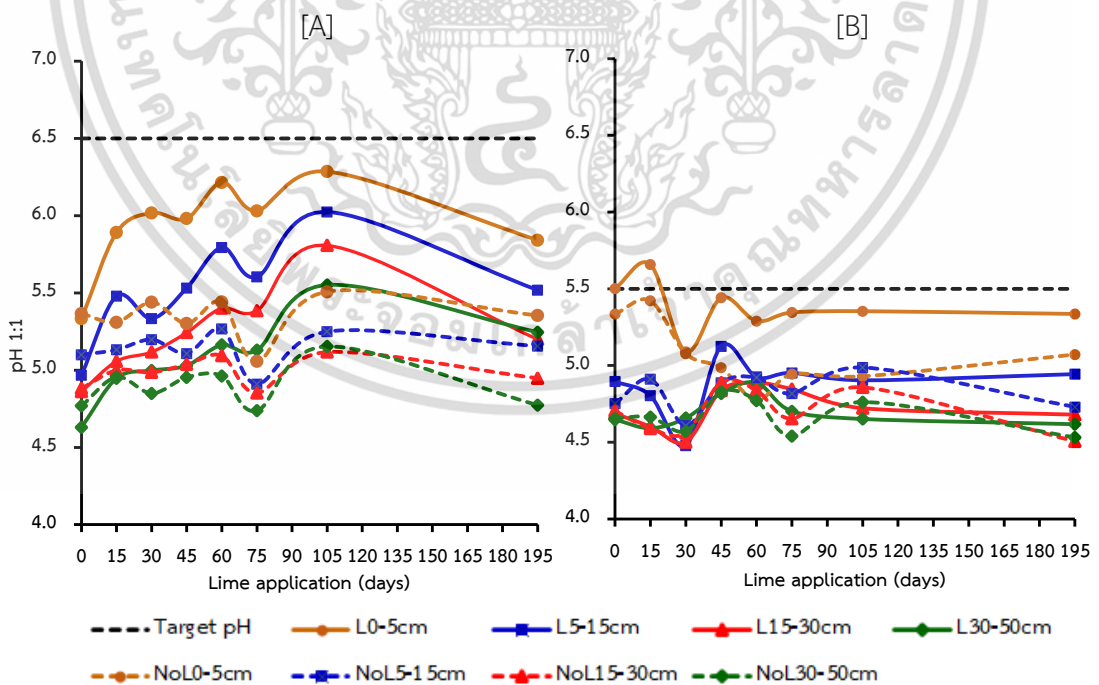 [A] [B]
7.0 7.0
6.5 6.5
6.0 6.0
5.5 5.5
5.0 5.0
4.5 4.5
4.0 4.0
pH 1:1
0 15 30 45 60 75 90 105 120 135 150 165 180 195 0 15 30 45 60 75 90 105 120 135 150 165 180 195
Lime application (days) Lime application (days)
Target pH L0-5cm L5-15cm L15-30cm L30-50cm
NoL0-5cm NoL5-15cm NoL15-30cm NoL30-50cm